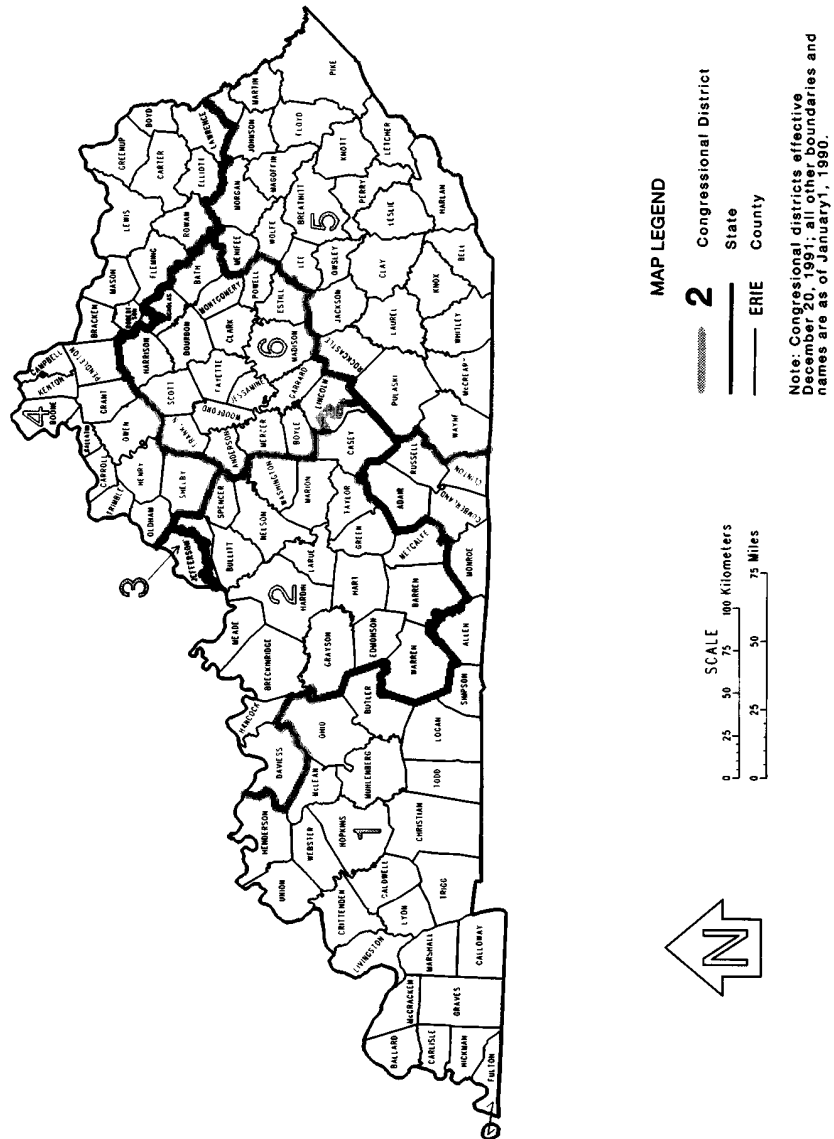 CAMPBELL
KENTON
BOONE
4
PENDLETON
GRANT
BRACKEN
MASON
LEWIS
GREENUP
BOYD
CARTER
LAWRENCE
ELLIOTT
ROWAN
FLEMING
ROBERTSON
NICHOLAS
HARRISON
OWEN
CARROLL
TRIMBLE
HENRY
OLDHAM
SHELBY
3
JEFFERSON
SCOTT
BOURBON
BATH
MENIFEE
MORGAN
JOHNSON
MARTIN
PIKE
FLOYD
MAGOFFIN
WOLFE
POWELL
MONTGOMERY
CLARK
FAYETTE
WOODFORD
ANDERSON
SPENCER
BULLITT
MEADE
BRECKINRIDGE
HANCOCK
DAVIESS
HENDERSON
UNION
WEBSTER
McLEAN
OHIO
GRAYSON
HARDIN
2
NELSON
LARUE
WASHINGTON
MARION
MERCER
BOYLE
JESSAMINE
GARRARD
MADISON
6
ESTILL
LEE
BREATHITT
5
KNOTT
LETCHER
PERRY
LESLIE
OWSLEY
JACKSON
CLAY
HARLAN
BELL
KNOX
LAUREL
ROCKCASTLE
LINCOLN
CASEY
PULASKI
WHITLEY
McCREARY
WAYNE
RUSSELL
ADAIR
TAYLOR
GREEN
HART
EDMONSON
BUTLER
MUHLENBERG
HOPKINS
1
CRITTENDEN
LIVINGSTON
CALDWELL
LYON
CHRISTIAN
TODD
LOGAN
WARREN
BARREN
METCALFE
CUMBERLAND
CLINTON
MONROE
ALLEN
SIMPSON
TRIGG
MARSHALL
CALLOWAY
GRAVES
McCRACKEN
BALLARD
CARLISLE
HICKMAN
FULTON
N
SCALE
0 25 50 75 100 Kilometers
0 25 50 75 Miles
MAP LEGEND
2 Congressional District
State
ERIE County
Note: Congresional districts effective
December 20, 1991; all other boundaries and
names are as of January1, 1990.